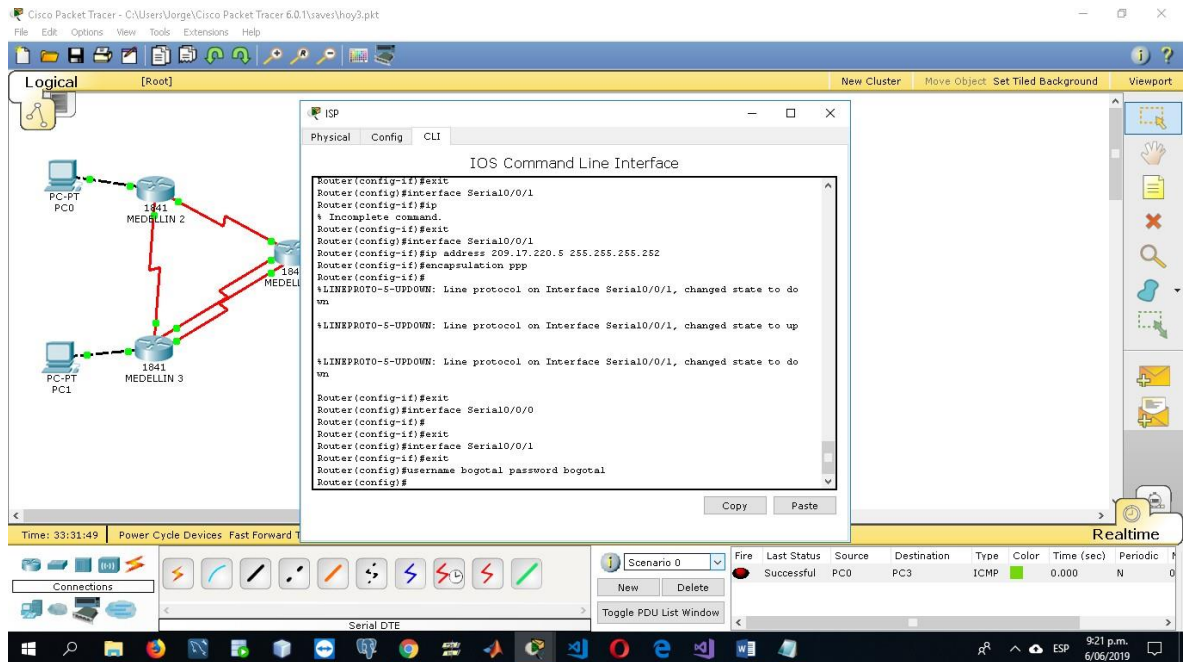 Cisco Packet Tracer - C:\Users\Jorge\Cisco Packet Tracer 6.0.1\saves\hoy3.pkt
File Edit Options View Tools Extensions Help
Logical [Root] New Cluster Move Object Set Tiled Background Viewport
ISP
Physical Config CLI
IOS Command Line Interface
Router(config-if)#exit
Router(config)#interface Serial0/0/1
Router(config-if)#ip
% Incomplete command.
Router(config-if)#exit
Router(config)#interface Serial0/0/1
Router(config-if)#ip address 209.17.220.5 255.255.255.252
Router(config-if)#encapsulation ppp
Router(config-if)#
%LINEPROTO-5-UPDOWN: Line protocol on Interface Serial0/0/1, changed state to do
wn
%LINEPROTO-5-UPDOWN: Line protocol on Interface Serial0/0/1, changed state to up
%LINEPROTO-5-UPDOWN: Line protocol on Interface Serial0/0/1, changed state to do
wn
Router(config-if)#exit
Router(config)#interface Serial0/0/0
Router(config-if)#
Router(config-if)#exit
Router(config)#interface Serial0/0/1
Router(config-if)#exit
Router(config)#username bogota1 password bogota1
Router(config)#
Copy Paste
PC-PT
PC0
1841
MEDELLIN 2
184
MEDELL
PC-PT
PC1
1841
MEDELLIN 3
Time: 33:31:49 Power Cycle Devices Fast Forward T
Realtime
Connections
Serial DTE
Scenario 0
New Delete
Toggle PDU List Window
Fire Last Status Source Destination Type Color Time (sec) Periodic
Successful PC0 PC3 ICMP 0.000 N 0
ESP
9:21 p.m.
6/06/2019